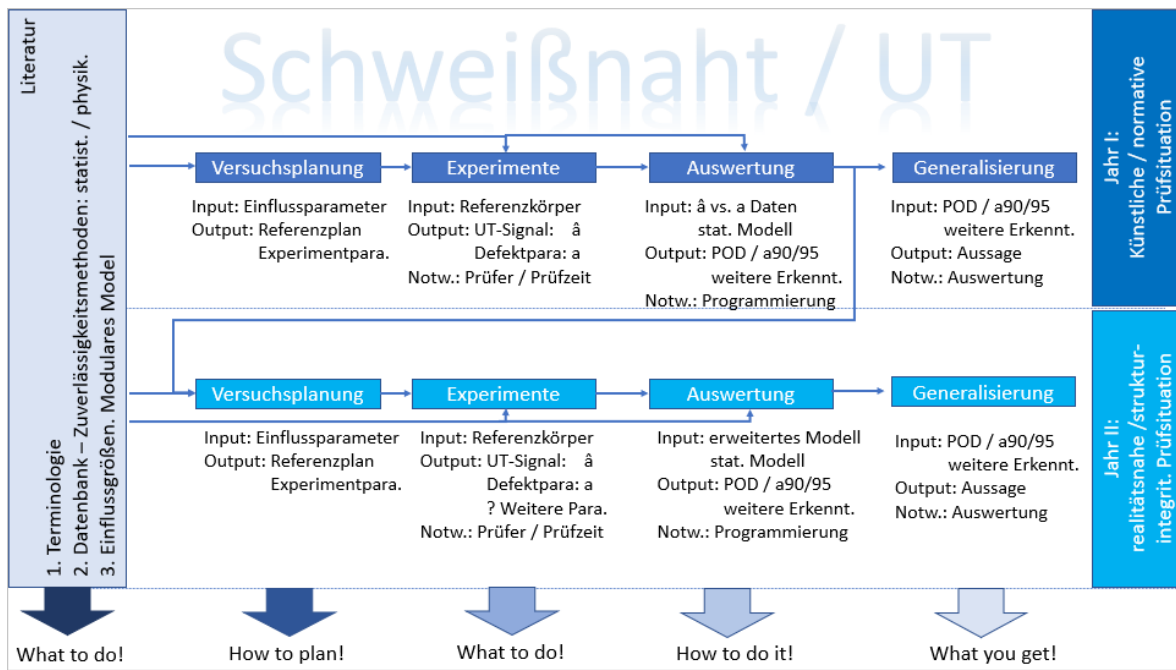 Schweißnaht / UT
Literatur
1. Terminologie
2. Datenbank – Zuverlässigkeitsmethoden: statist. / physik.
3. Einflussgrößen. Modulares Model
Versuchsplanung
Input: Einflussparameter
Output: Referenzplan
Experimentpara.
Experimente
Input: Referenzkörper
Output: UT-Signal: â
Defektpara: a
Notw.: Prüfer / Prüfzeit
Auswertung
Input: â vs. a Daten
stat. Modell
Output: POD / a90/95
weitere Erkennt.
Notw.: Programmierung
Generalisierung
Input: POD / a90/95
weitere Erkennt.
Output: Aussage
Notw.: Auswertung
Jahr I:
Künstliche / normative
Prüfsituation
Versuchsplanung
Input: Einflussparameter
Output: Referenzplan
Experimentpara.
Experimente
Input: Referenzkörper
Output: UT-Signal: â
Defektpara: a
? Weitere Para.
Notw.: Prüfer / Prüfzeit
Auswertung
Input: erweitertes Modell
stat. Modell
Output: POD / a90/95
weitere Erkennt.
Notw.: Programmierung
Generalisierung
Input: POD / a90/95
weitere Erkennt.
Output: Aussage
Notw.: Auswertung
Jahr II:
realitätsnahe /struktur-
integrit. Prüfsituation
What to do!
How to plan!
What to do!
How to do it!
What you get!